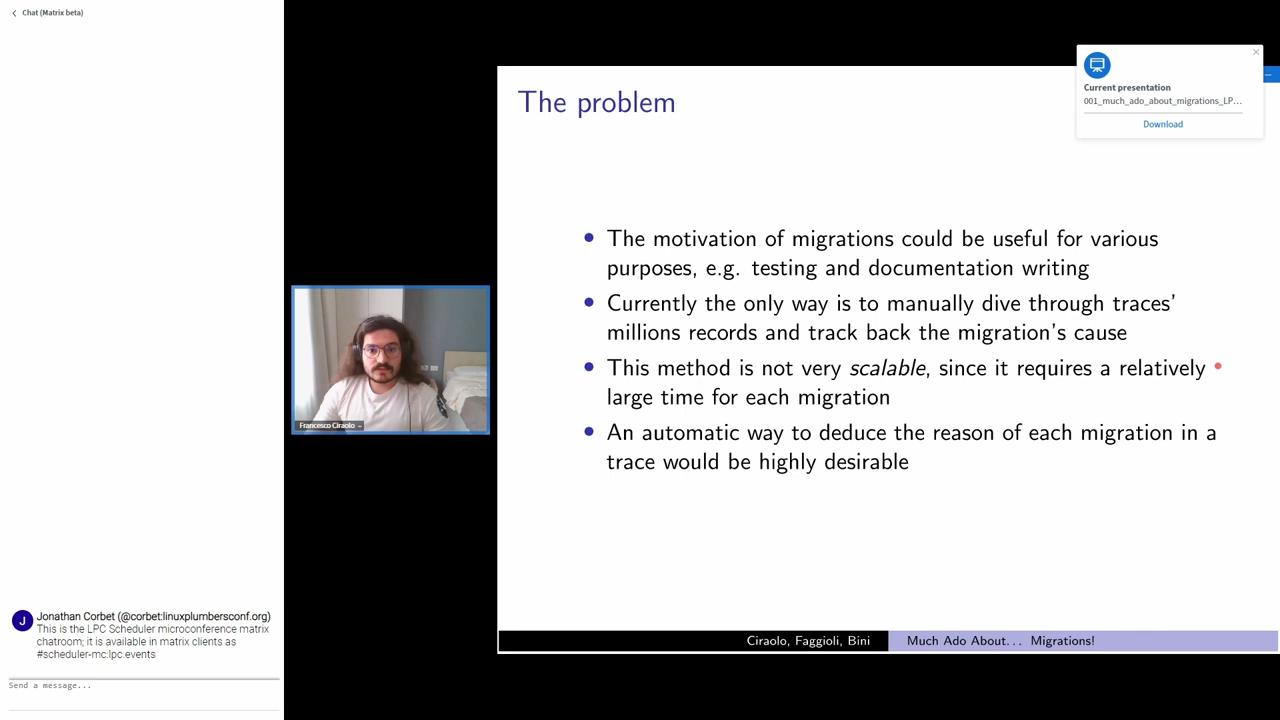 Chat (Matrix beta)
Jonathan Corbet (@corbet:linuxplumbersconf.org)
This is the LPC Scheduler microconference matrix
chatroom; it is available in matrix clients as
#scheduler-mc:lpc.events
Send a message...
Francesco Ciraolo
The problem
Current presentation
001_much_ado_about_migrations_LP...
Download
• The motivation of migrations could be useful for various
purposes, e.g. testing and documentation writing
• Currently the only way is to manually dive through traces'
millions records and track back the migration's cause
• This method is not very scalable, since it requires a relatively
large time for each migration
• An automatic way to deduce the reason of each migration in a
trace would be highly desirable
Ciraolo, Faggioli, Bini
Much Ado About... Migrations!